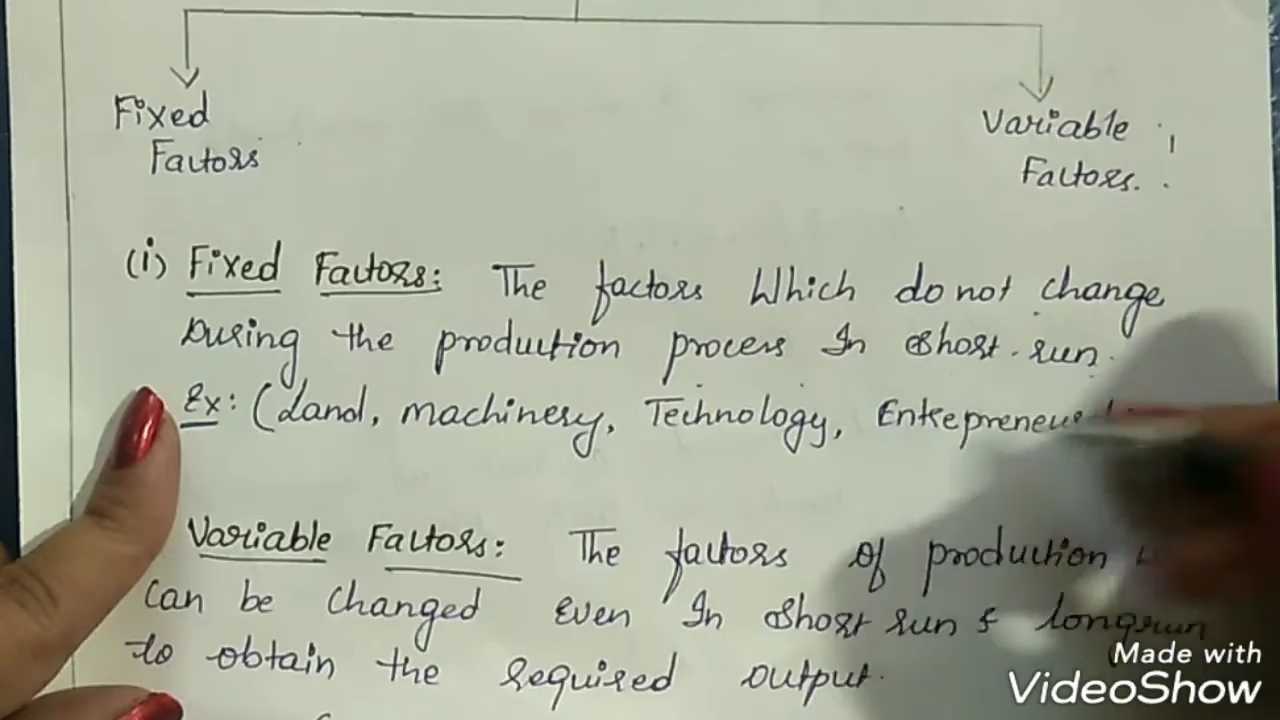 Fixed
Factors
Variable
Factors.
(i) Fixed Factors: The factors Which do not change
During the production process In Short-run.
Ex: (Land, machinery, Technology,
Variable Factors: The factors of production
can be changed Even In Short run & longrun
to obtain the required output.
Made with
VideoShow